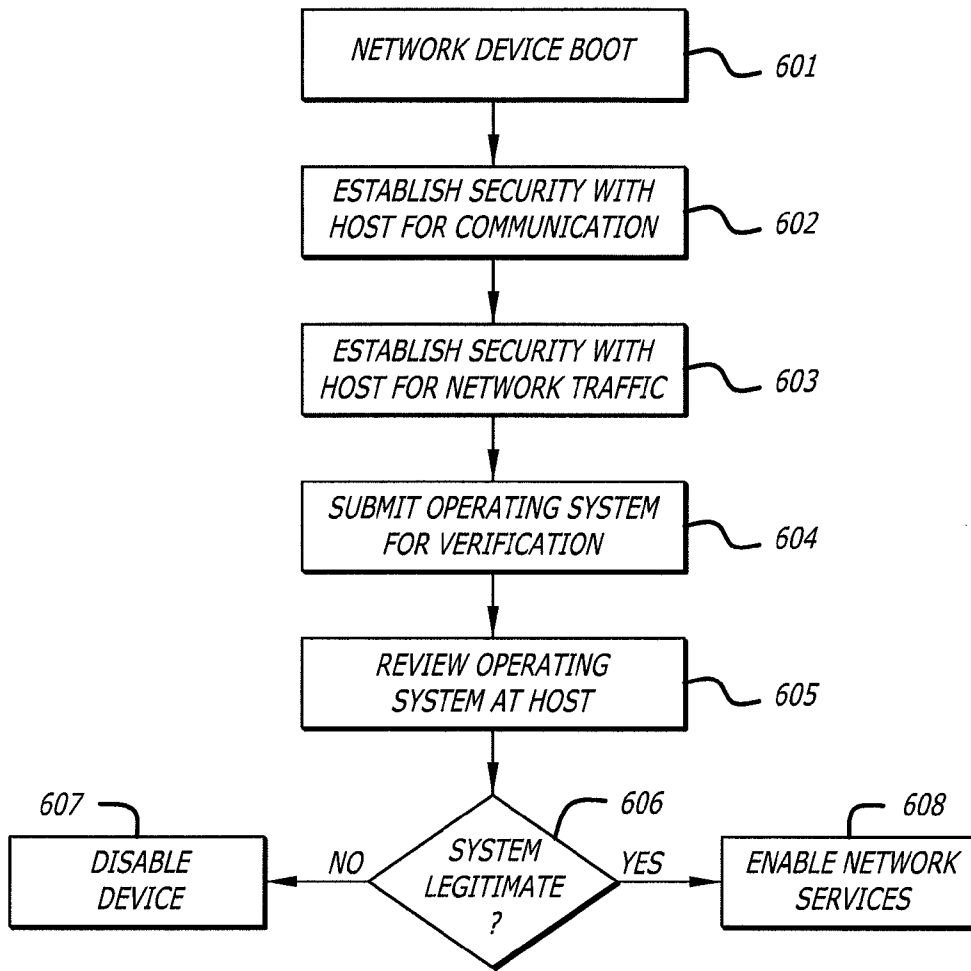 NETWORK DEVICE BOOT
601
ESTABLISH SECURITY WITH
HOST FOR COMMUNICATION
602
ESTABLISH SECURITY WITH
HOST FOR NETWORK TRAFFIC
603
SUBMIT OPERATING SYSTEM
FOR VERIFICATION
604
REVIEW OPERATING
SYSTEM AT HOST
605
607
606
608
DISABLE
DEVICE
NO
SYSTEM
LEGITIMATE
?
YES
ENABLE NETWORK
SERVICES